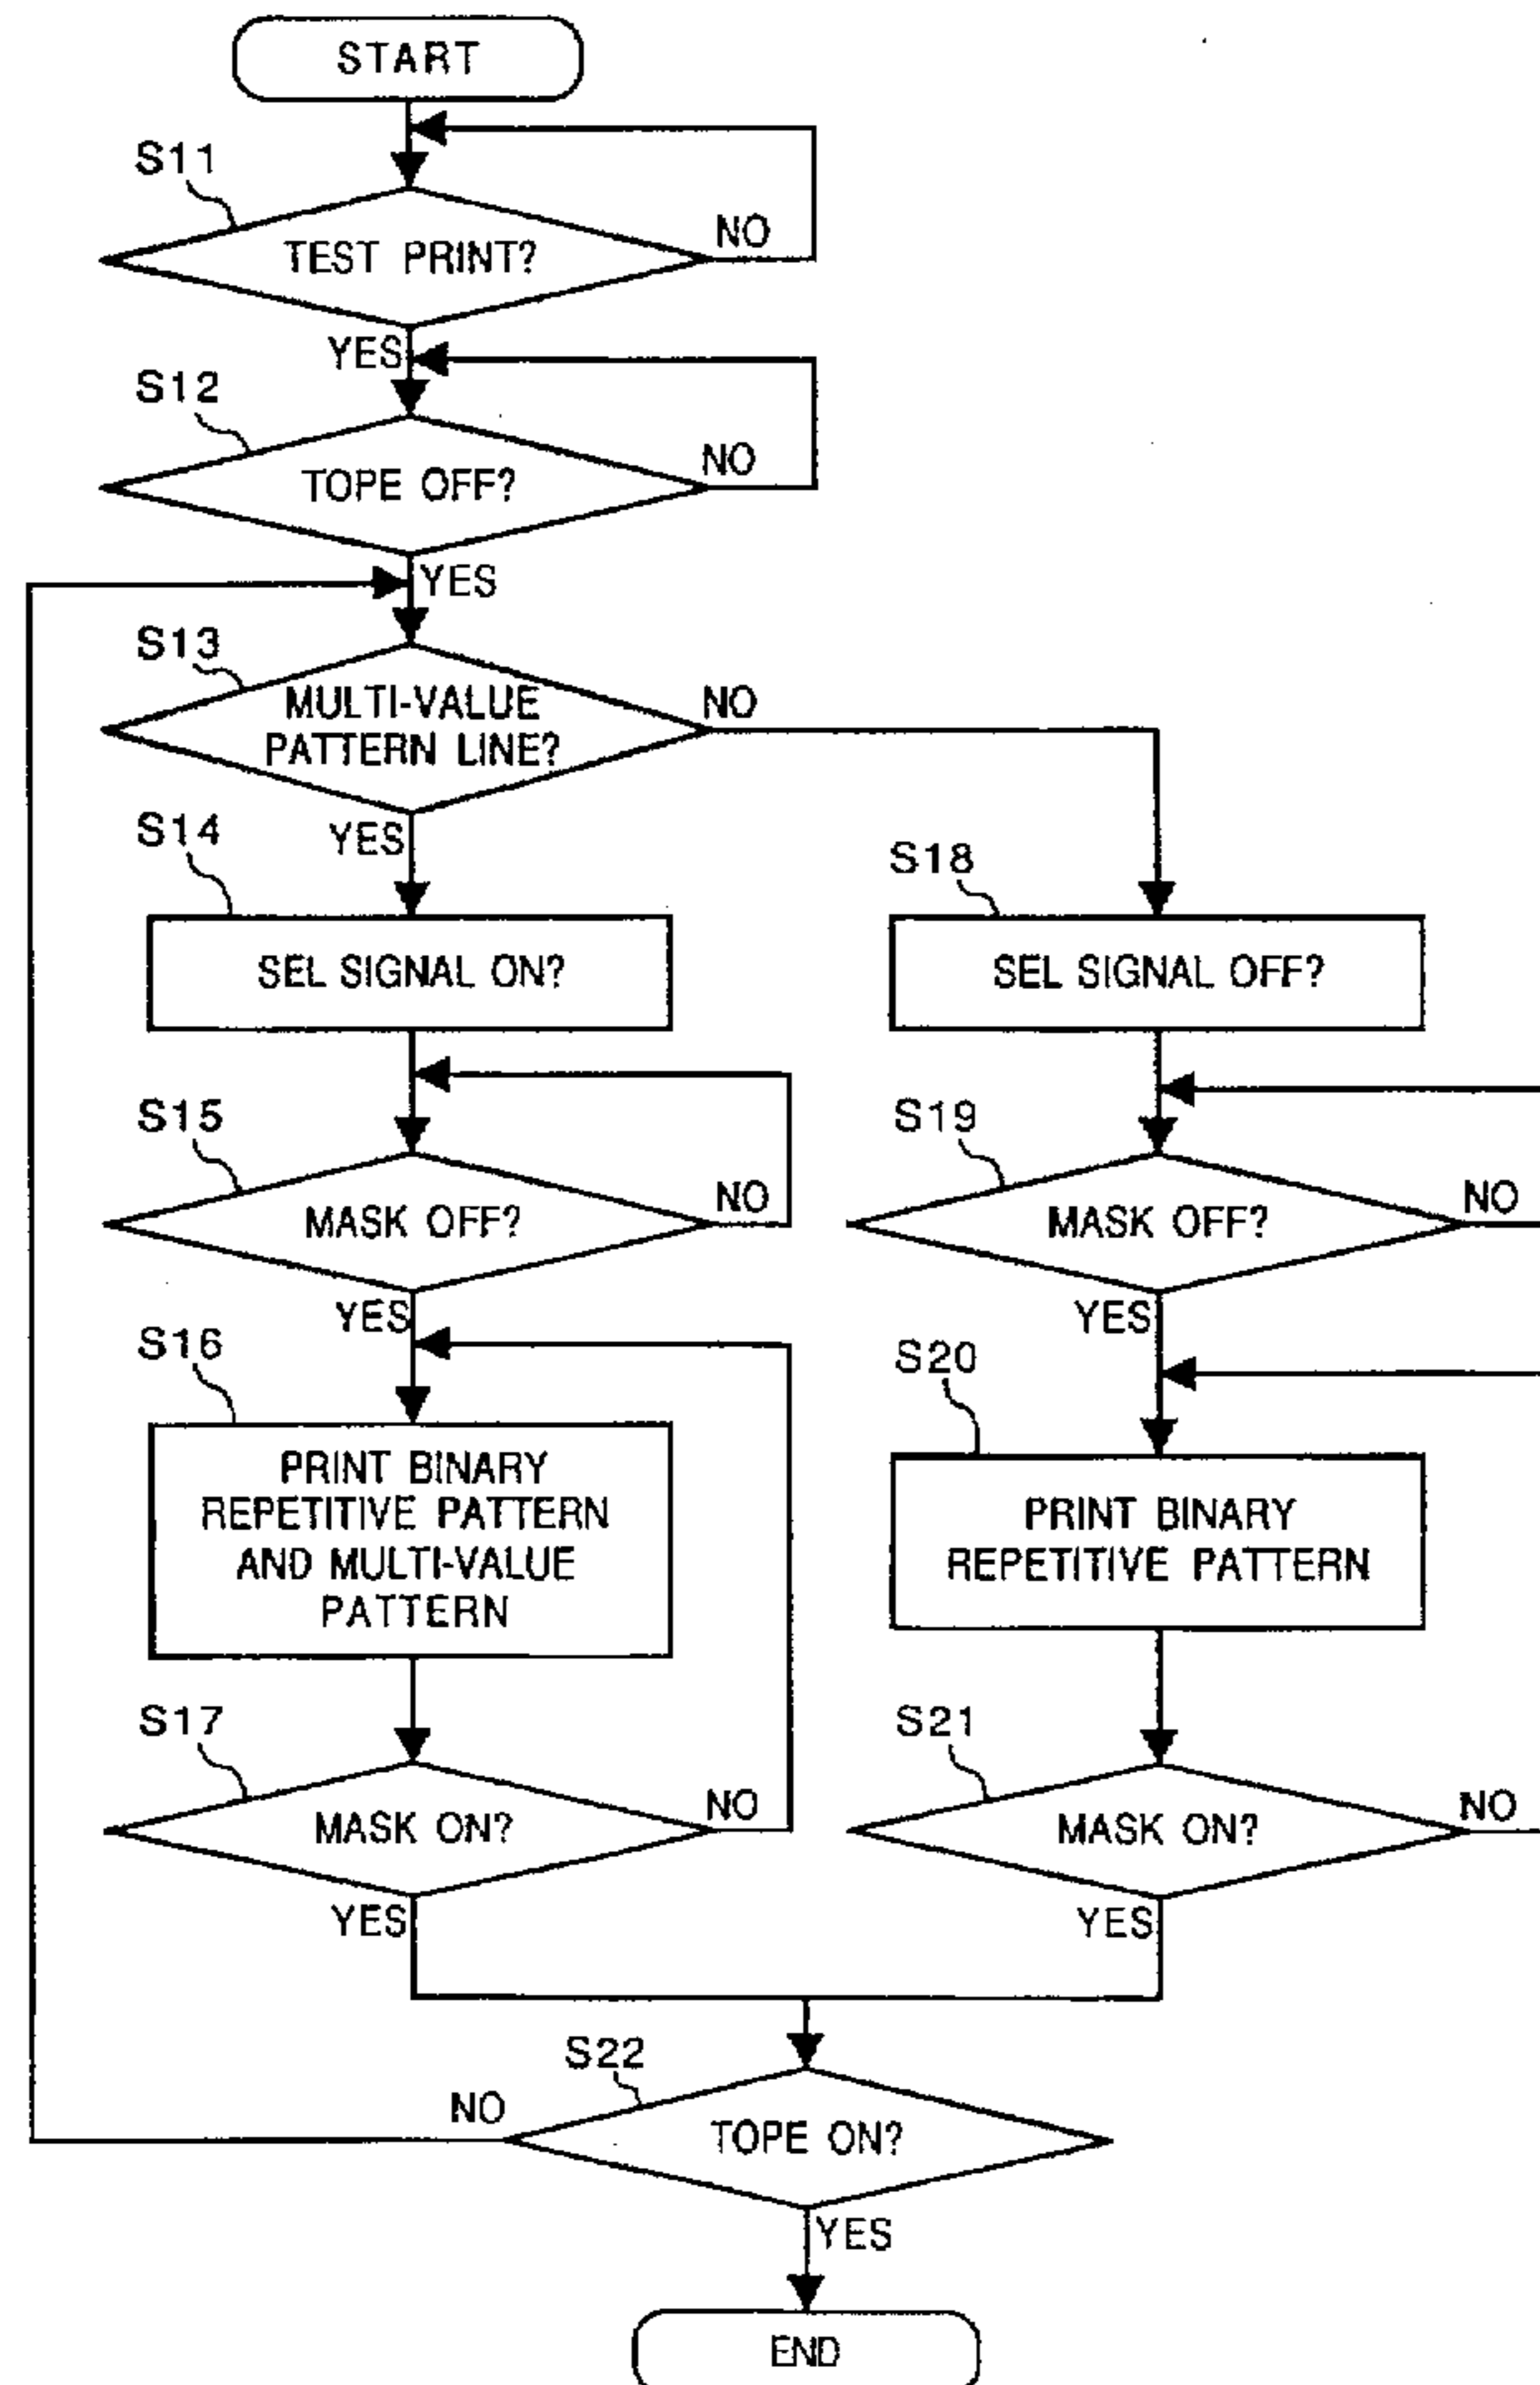 START
S11
TEST PRINT?
NO
YES
S12
TOPE OFF?
NO
YES
S13
MULTI-VALUE
PATTERN LINE?
NO
YES
S14
SEL SIGNAL ON?
S18
SEL SIGNAL OFF?
S15
MASK OFF?
NO
YES
S19
MASK OFF?
NO
YES
S16
PRINT BINARY
REPETITIVE PATTERN
AND MULTI-VALUE
PATTERN
S20
PRINT BINARY
REPETITIVE PATTERN
S17
MASK ON?
NO
YES
S21
MASK ON?
NO
YES
S22
TOPE ON?
NO
YES
END